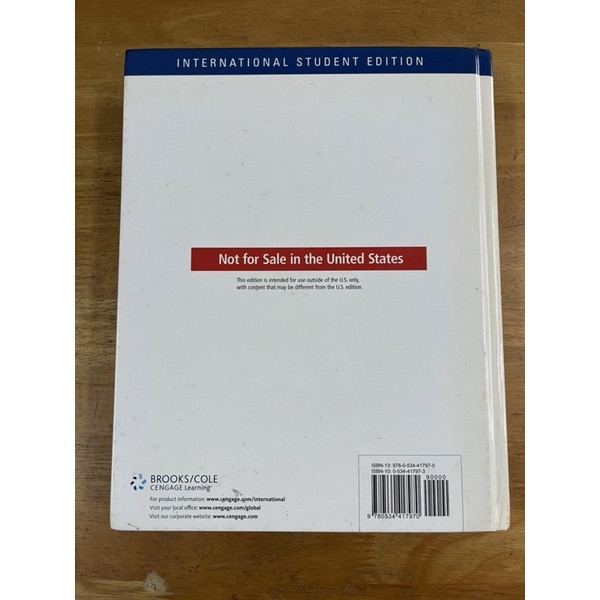 INTERNATIONAL STUDENT EDITION
Not for Sale in the United States
This edition is intended for use outside of the U.S. only,
with content that may be different from the U.S. edition.
BROOKS/COLE
CENGAGE Learning™
For product information: www.cengage.com/international
Visit your local office: www.cengage.com/global
Visit our corporate website: www.cengage.com
ISBN-13: 978-0-534-41797-0
ISBN-10: 0-534-41797-3
90000
9 780534 417970